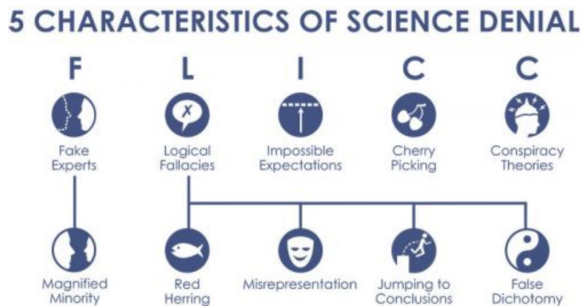 5 CHARACTERISTICS OF SCIENCE DENIAL
F L I C C
X
Fake Experts
Logical Fallacies
Impossible Expectations
Cherry Picking
Conspiracy Theories
Magnified Minority
Red Herring
Misrepresentation
Jumping to Conclusions
False Dichotomy